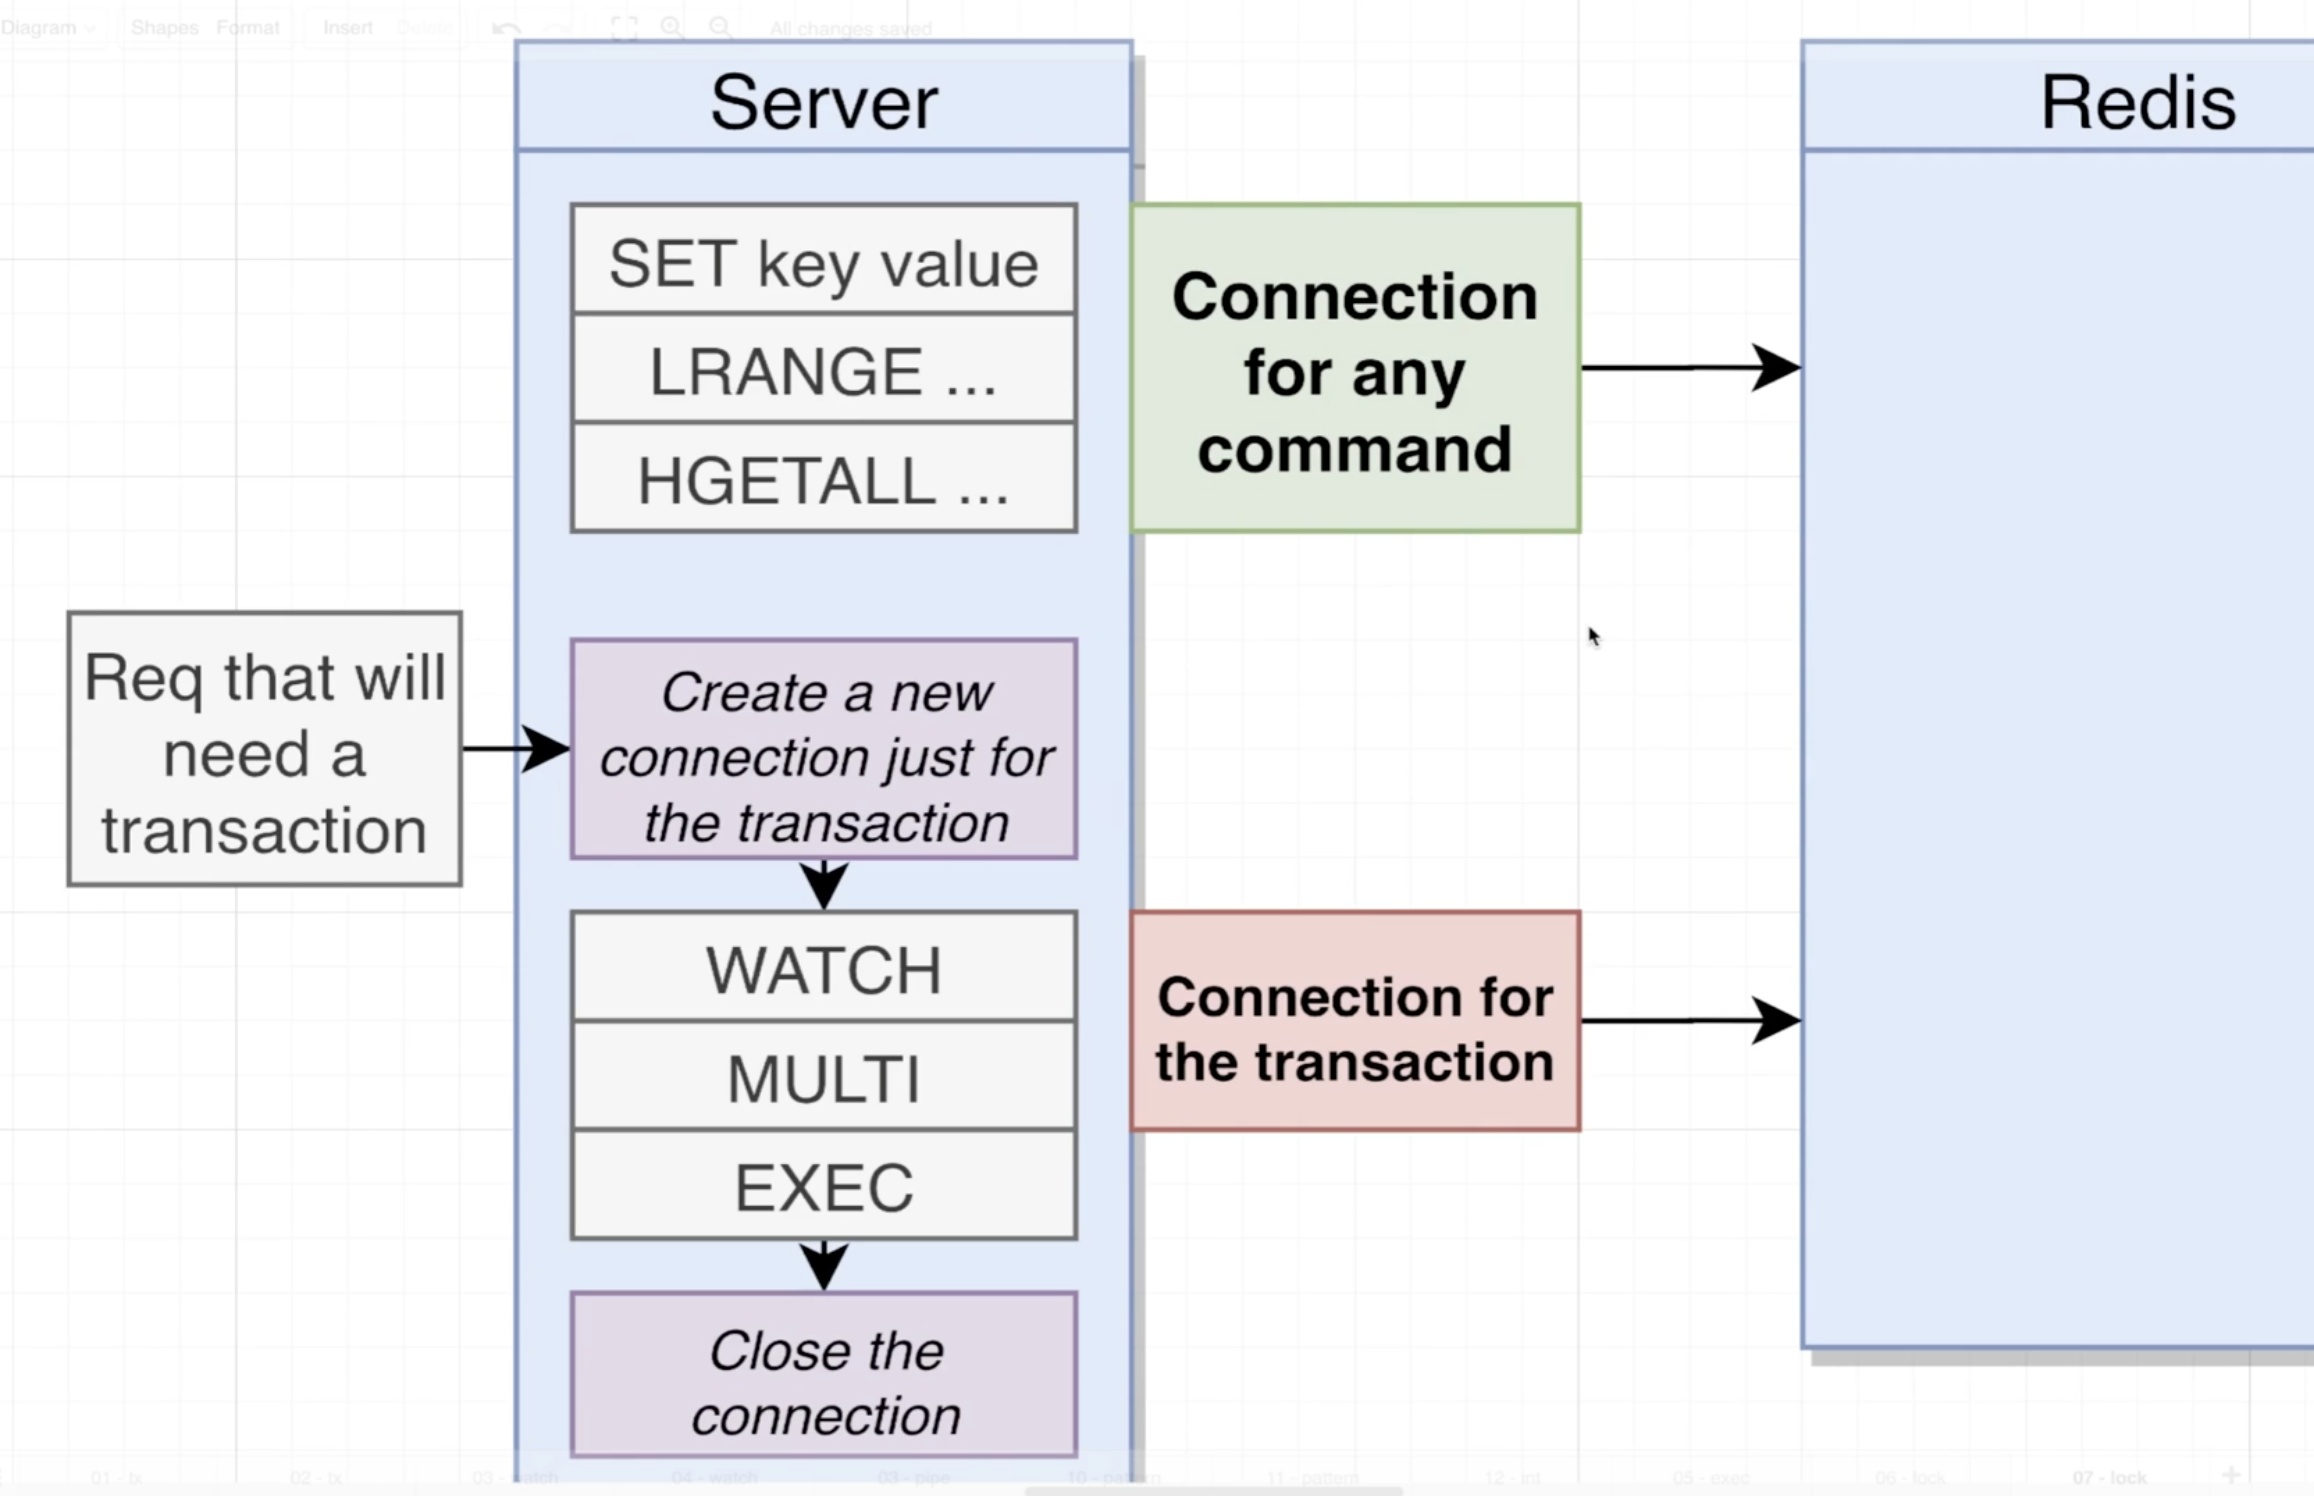 Diagram
Shapes
Format
Insert
Delete
All changes saved
Server
Redis
SET key value
LRANGE ...
HGETALL ...
Connection
for any
command
Req that will
need a
transaction
Create a new
connection just for
the transaction
WATCH
MULTI
EXEC
Connection for
the transaction
Close the
connection
01 - tx
02 - tx
03 - watch
04 - watch
03 - pipe
10 - pattern
11 - pattern
12 - int
05 - exec
06 - lock
07 - lock